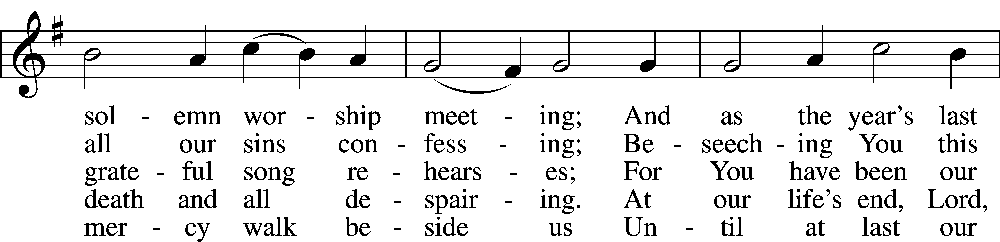 sol - emn wor - ship meet - ing; And as the year’s last
all our sins con - fess - ing; Be - seech - ing You this
grate - ful song re - hears - es; For You have been our
death and all de - spair - ing. At our life’s end, Lord,
mer - cy walk be - side us Un - til at last our